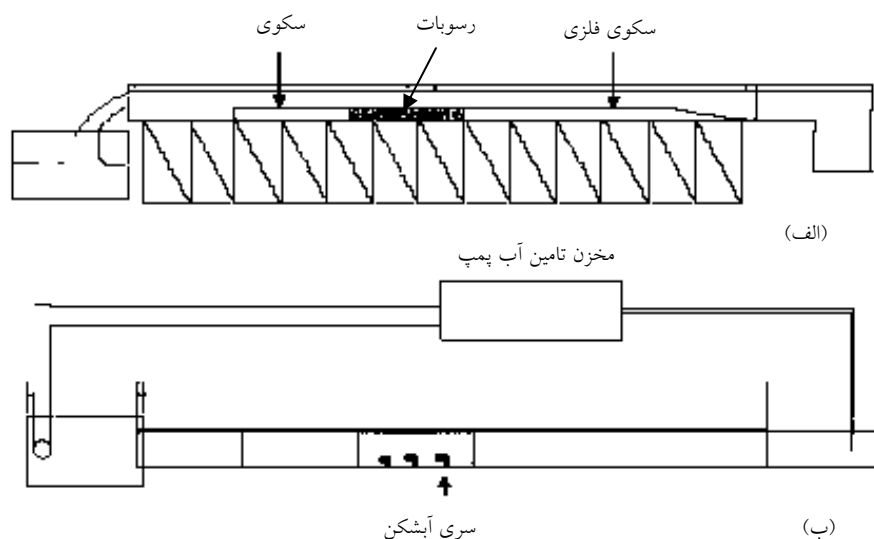 سکوی فلزی
رسوبات
سکوی
(الف)
مخزن تامین آب پمپ
سری آبشکن
(ب)